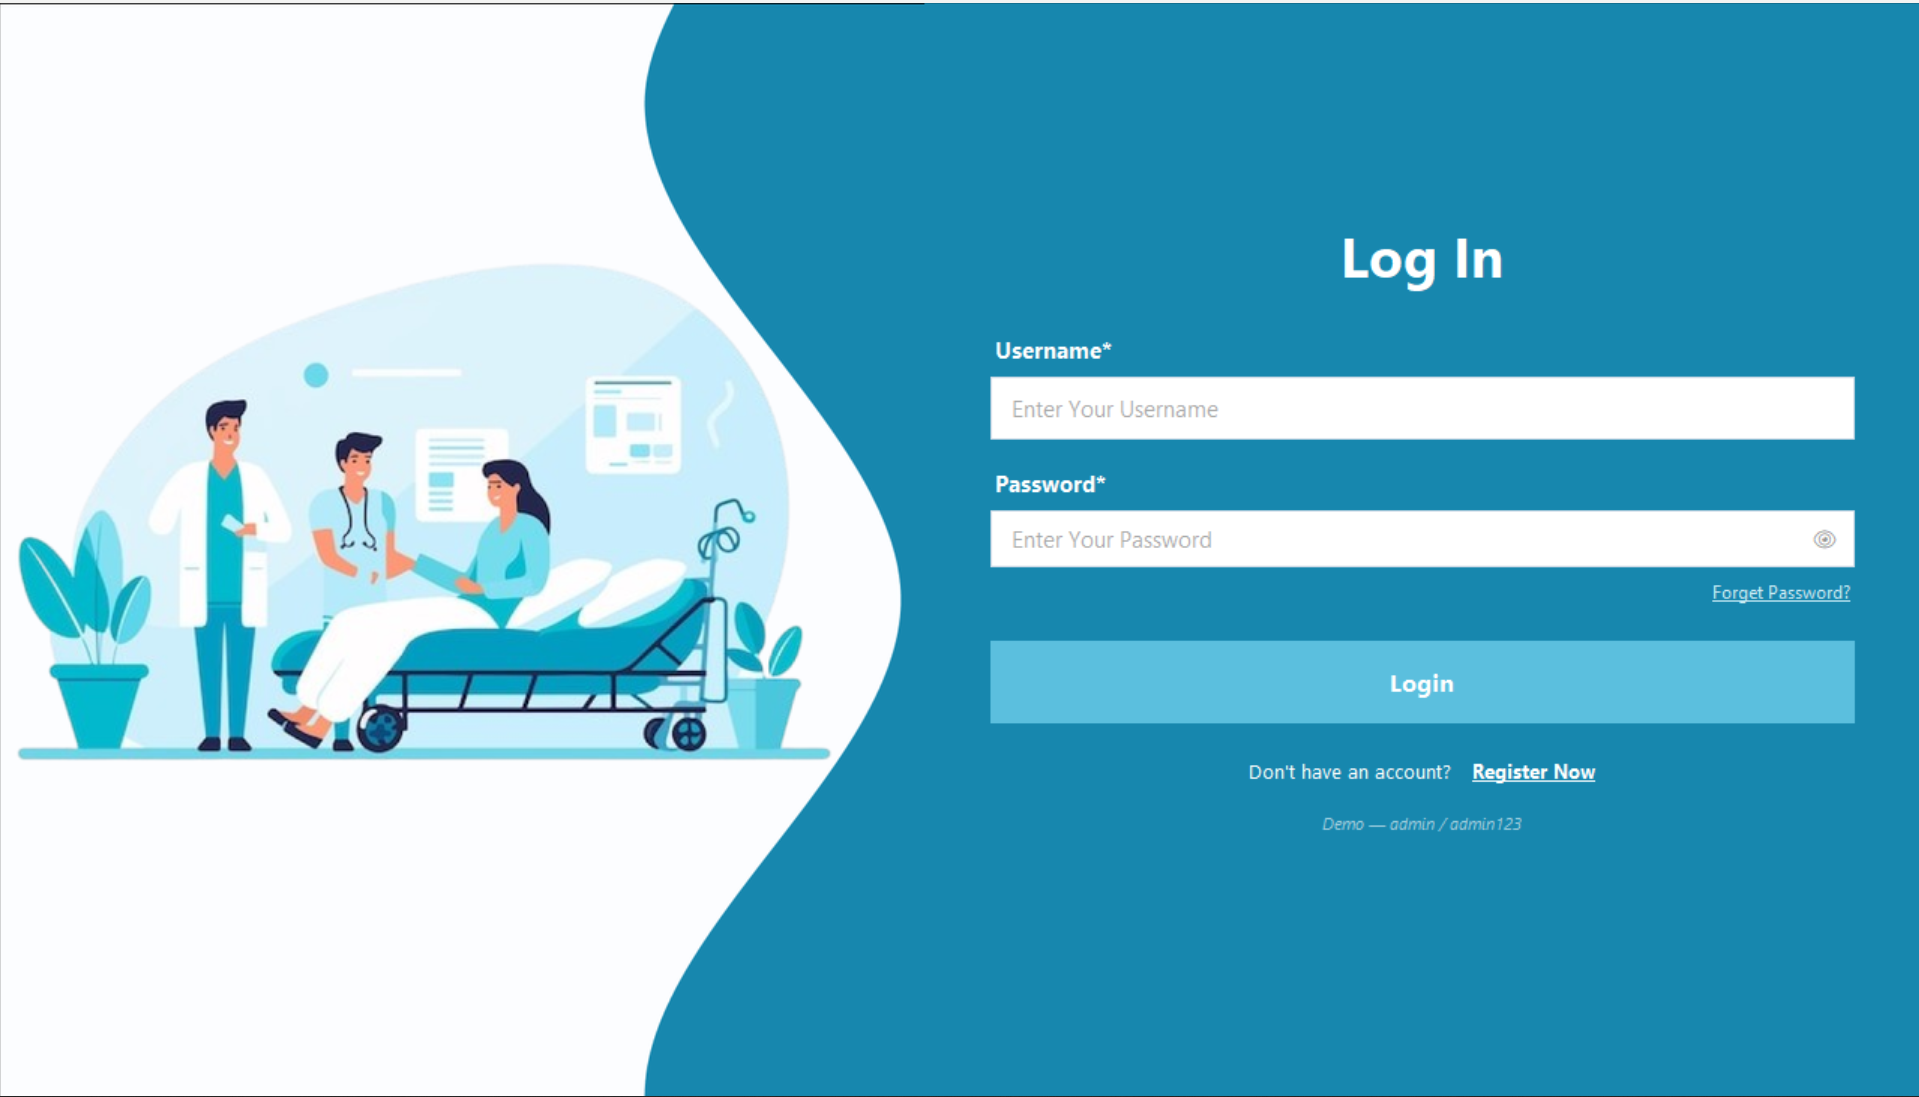 Log In
Username*
Enter Your Username
Password*
Enter Your Password
Forget Password?
Login
Don't have an account? Register Now
Demo — admin / admin123